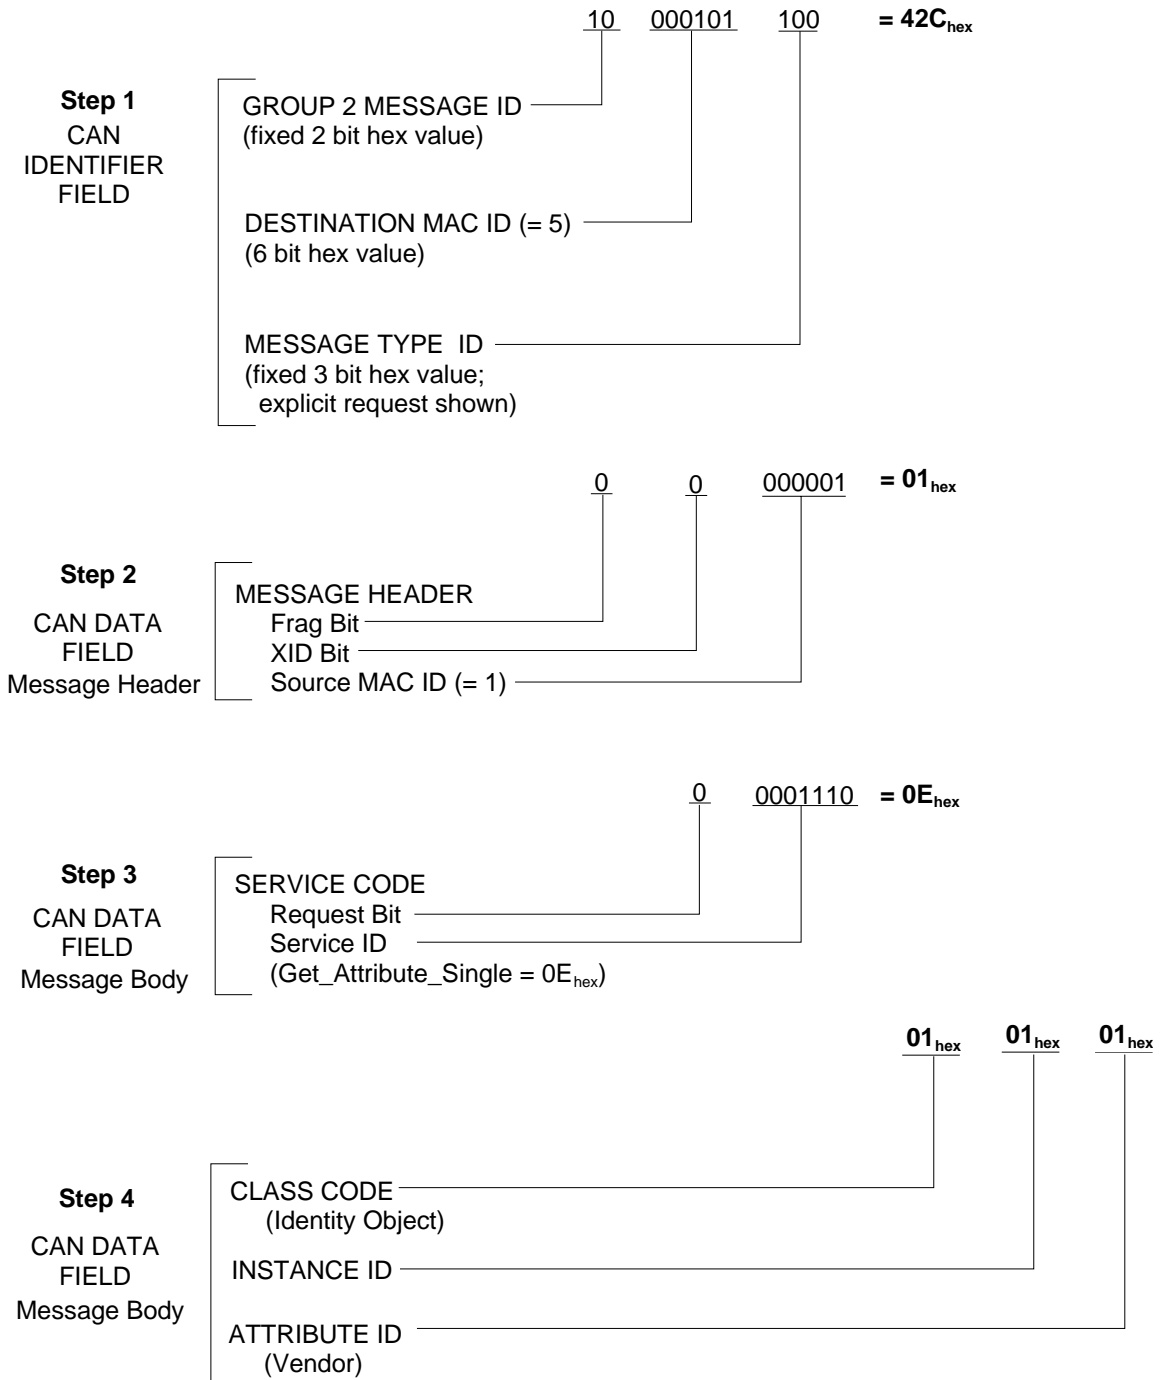 10 000101 100 = 42Chex
Step 1
CAN
IDENTIFIER
FIELD
GROUP 2 MESSAGE ID
(fixed 2 bit hex value)
DESTINATION MAC ID (= 5)
(6 bit hex value)
MESSAGE TYPE ID
(fixed 3 bit hex value;
explicit request shown)
0 0 000001 = 01hex
Step 2
CAN DATA
FIELD
Message Header
MESSAGE HEADER
Frag Bit
XID Bit
Source MAC ID (= 1)
0 0001110 = 0Ehex
Step 3
CAN DATA
FIELD
Message Body
SERVICE CODE
Request Bit
Service ID
(Get_Attribute_Single = 0Ehex)
01hex 01hex 01hex
Step 4
CAN DATA
FIELD
Message Body
CLASS CODE
(Identity Object)
INSTANCE ID
ATTRIBUTE ID
(Vendor)